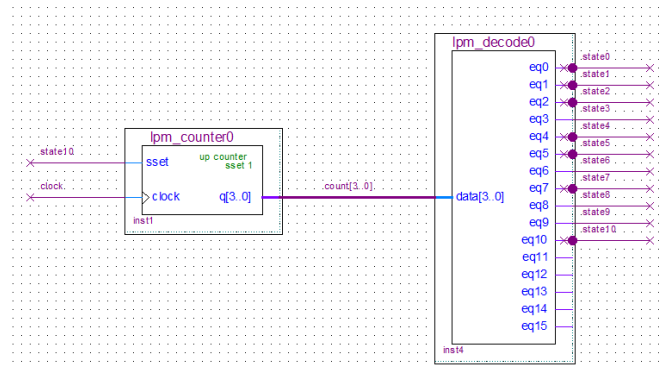 lpm_counter0
state10
sset
up counter
sset 1
clock
clock
q[3..0]
inst1
count[3..0]
lpm_decode0
data[3..0]
eq0
state0
eq1
state1
eq2
state2
eq3
state3
eq4
state4
eq5
state5
eq6
state6
eq7
state7
eq8
state8
eq9
state9
eq10
state10
eq11
eq12
eq13
eq14
eq15
inst4